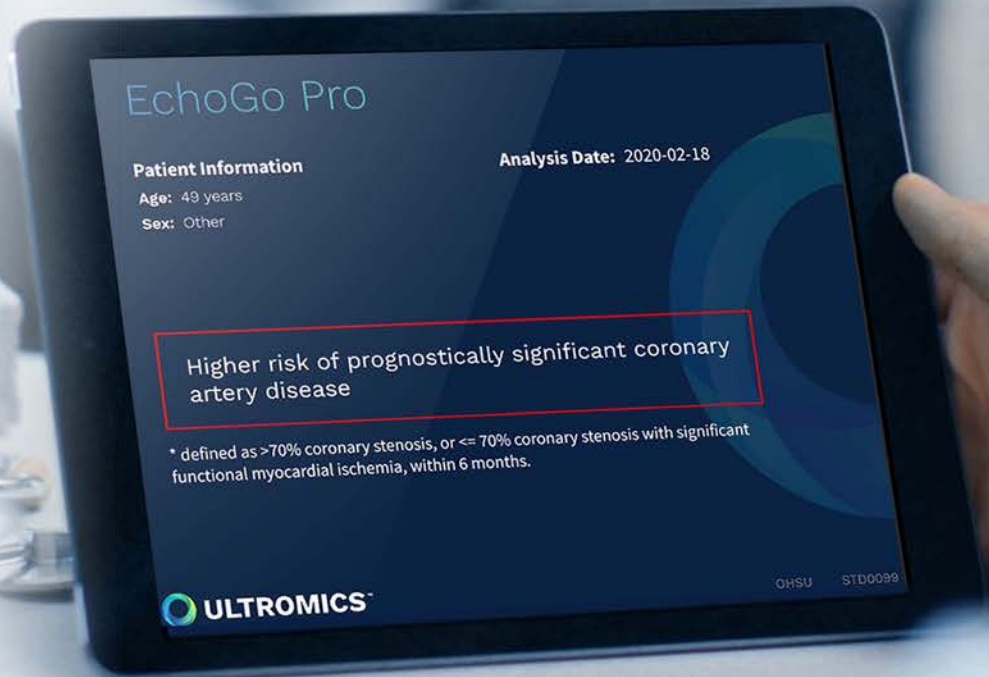 EchoGo Pro
Patient Information
Analysis Date: 2020-02-18
Age: 49 years
Sex: Other
Higher risk of prognostically significant coronary
artery disease
* defined as >70% coronary stenosis, or <= 70% coronary stenosis with significant
functional myocardial ischemia, within 6 months.
ULTROMICS™
OHSU STD0099